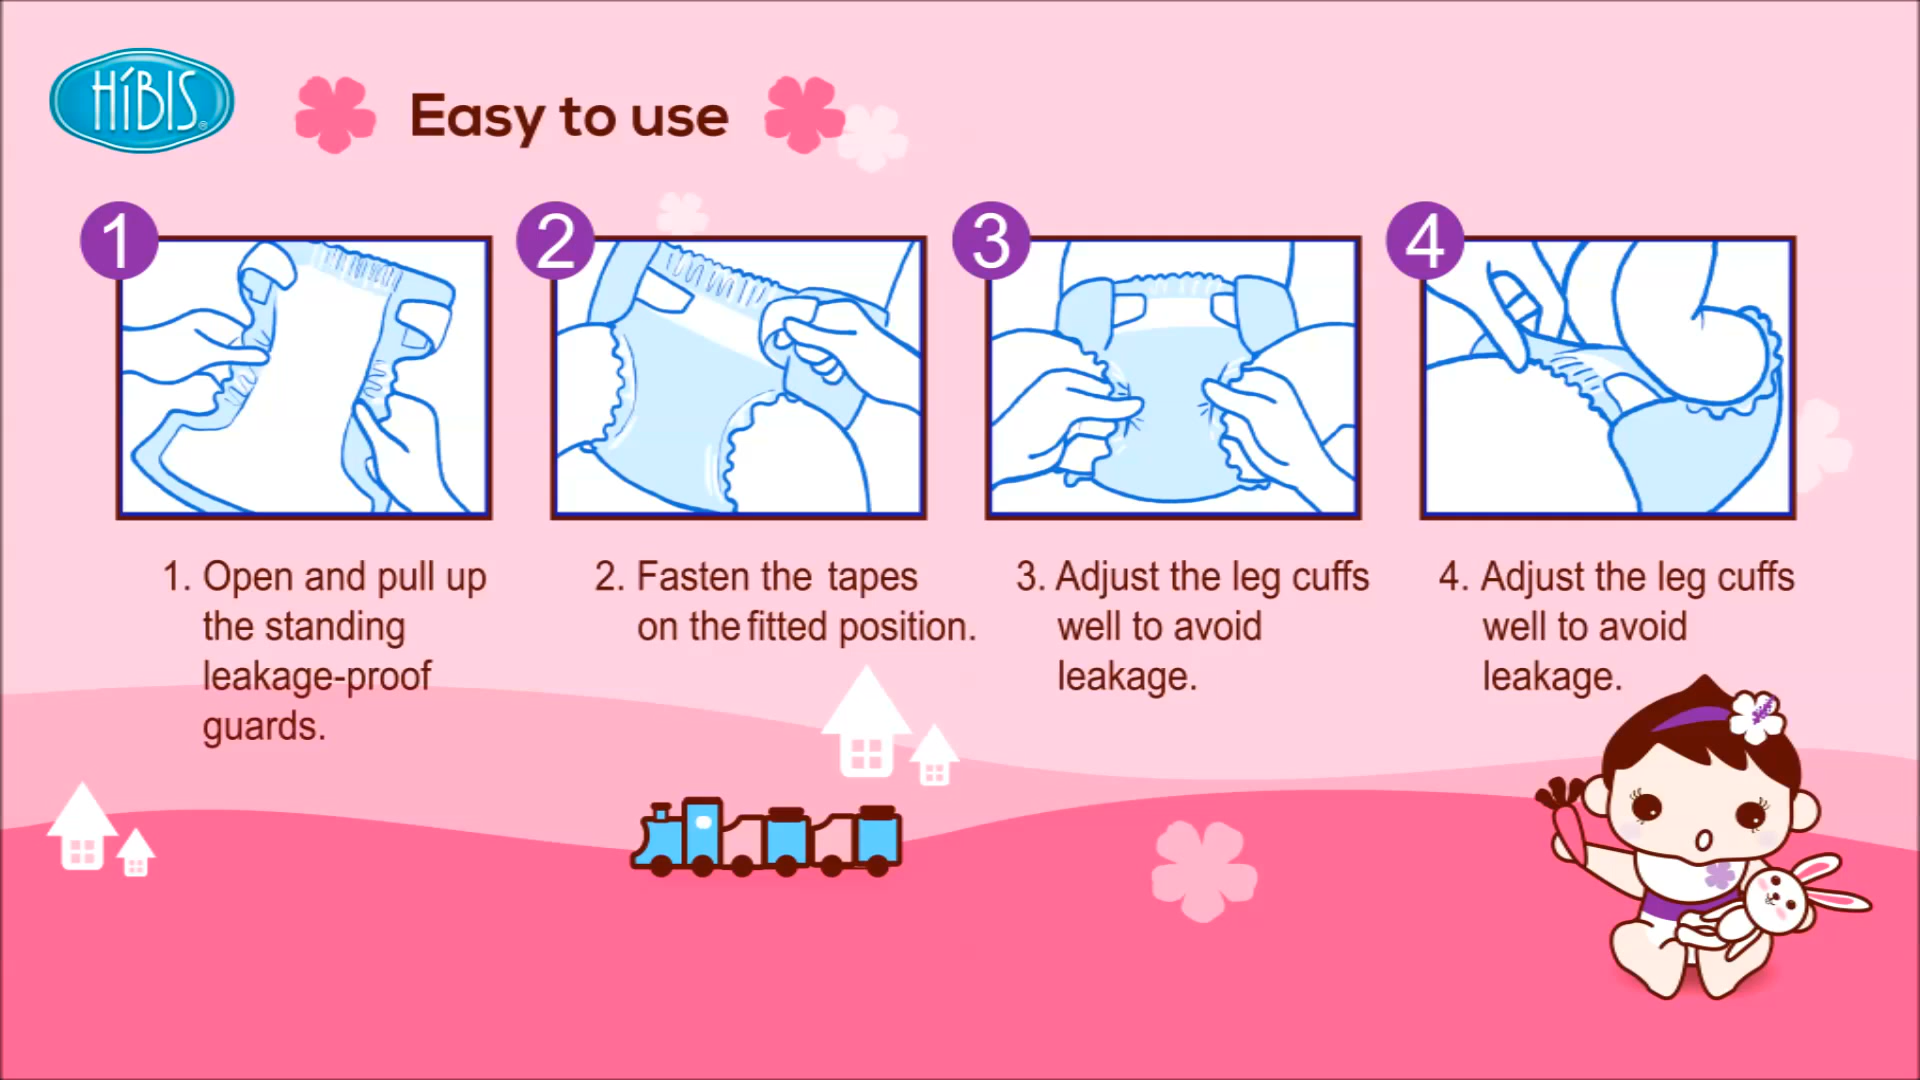 HíBIS®
Easy to use
1
2
3
4
1. Open and pull up
the standing
leakage-proof
guards.
2. Fasten the tapes
on the fitted position.
3. Adjust the leg cuffs
well to avoid
leakage.
4. Adjust the leg cuffs
well to avoid
leakage.